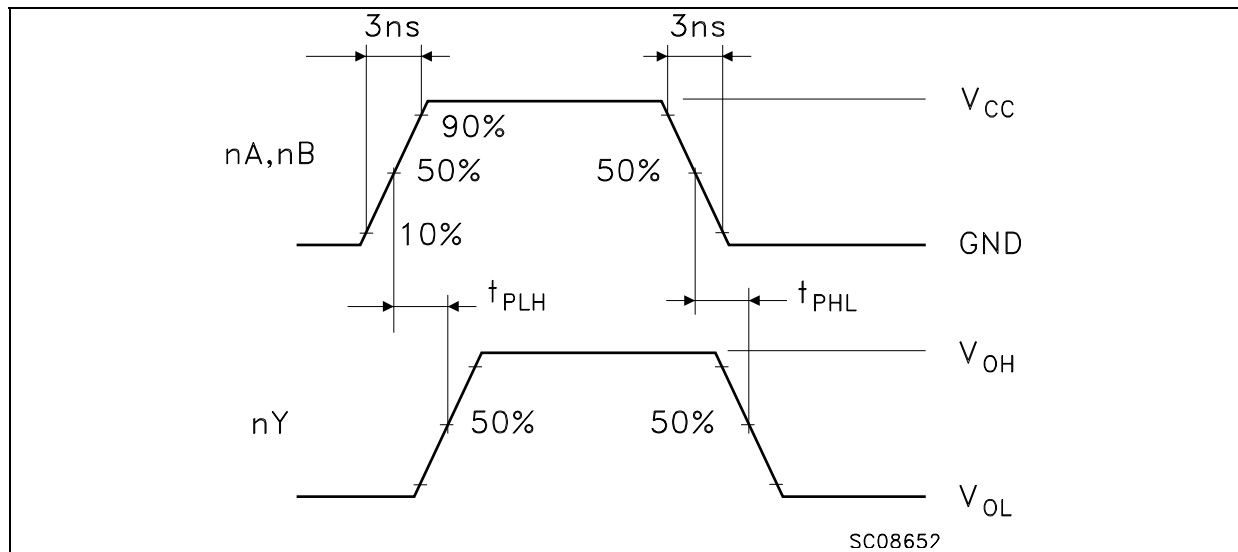 3ns 3ns
V_CC
90%
nA,nB
50% 50%
10%
GND
t_PLH t_PHL
V_OH
nY
50% 50%
V_OL
SC08652